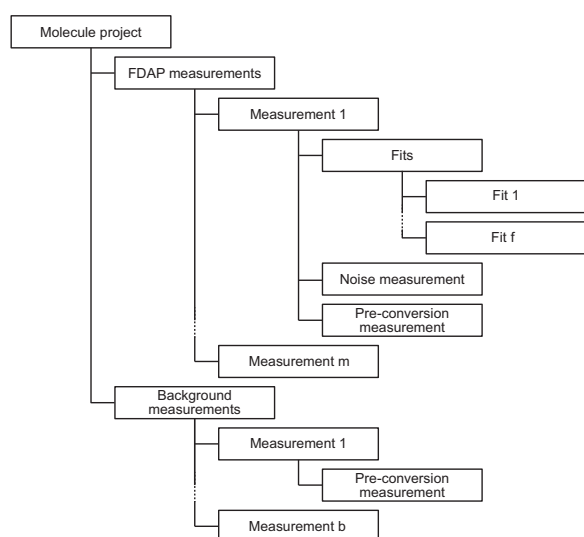 Molecule project
FDAP measurements
Measurement 1
Fits
Fit 1
Fit f
Noise measurement
Pre-conversion
measurement
Measurement m
Background
measurements
Measurement 1
Pre-conversion
measurement
Measurement b